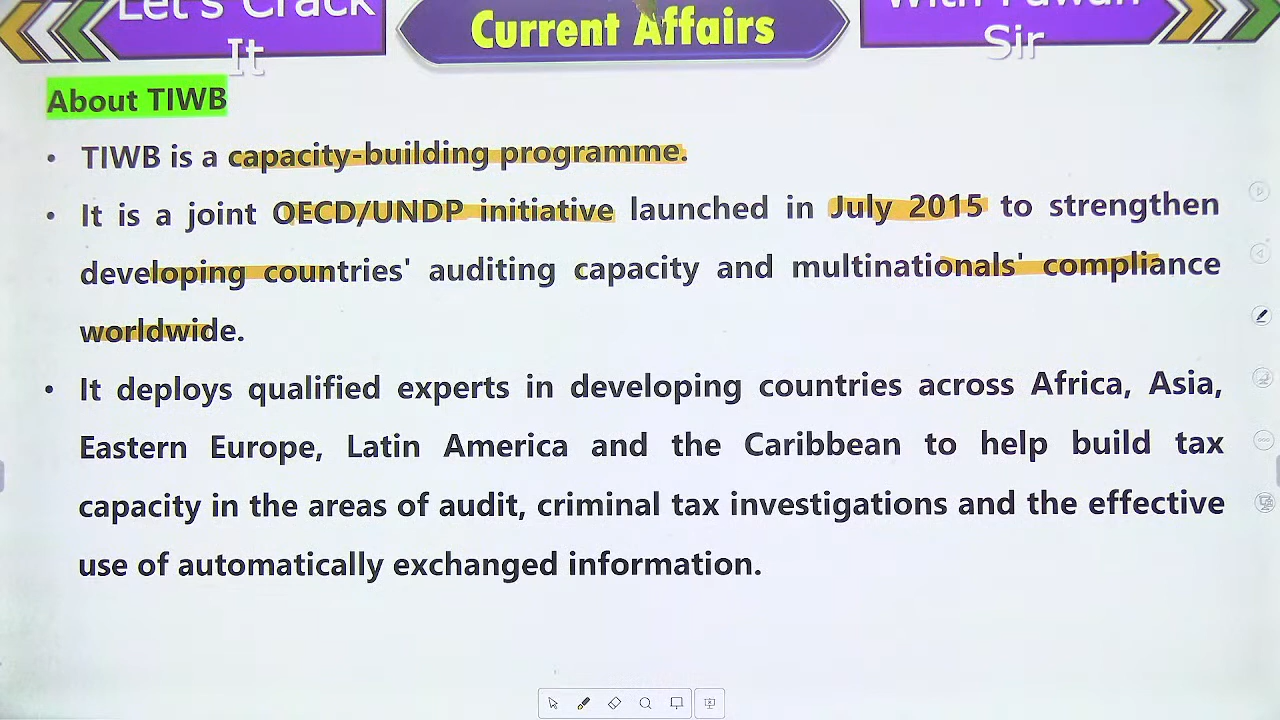 Let's Crack
It
Current Affairs
With Pawan
Sir
About TIWB
• TIWB is a capacity-building programme.
• It is a joint OECD/UNDP initiative launched in July 2015 to strengthen
developing countries' auditing capacity and multinationals' compliance
worldwide.
• It deploys qualified experts in developing countries across Africa, Asia,
Eastern Europe, Latin America and the Caribbean to help build tax
capacity in the areas of audit, criminal tax investigations and the effective
use of automatically exchanged information.